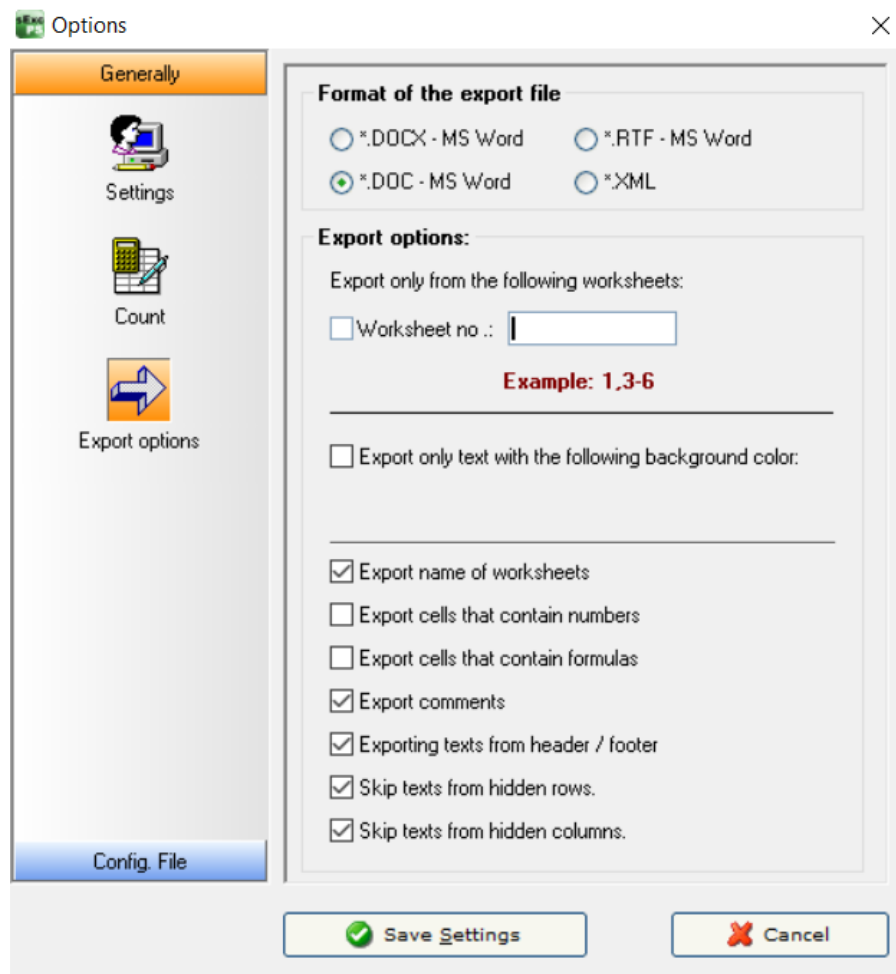 sExc
PS
Options
Generally
Settings
Count
Export options
Config. File
Format of the export file
*.DOCX - MS Word
*.RTF - MS Word
*.DOC - MS Word
*.XML
Export options:
Export only from the following worksheets:
Worksheet no .:
Example: 1,3-6
Export only text with the following background color:
Export name of worksheets
Export cells that contain numbers
Export cells that contain formulas
Export comments
Exporting texts from header / footer
Skip texts from hidden rows.
Skip texts from hidden columns.
Save Settings
Cancel